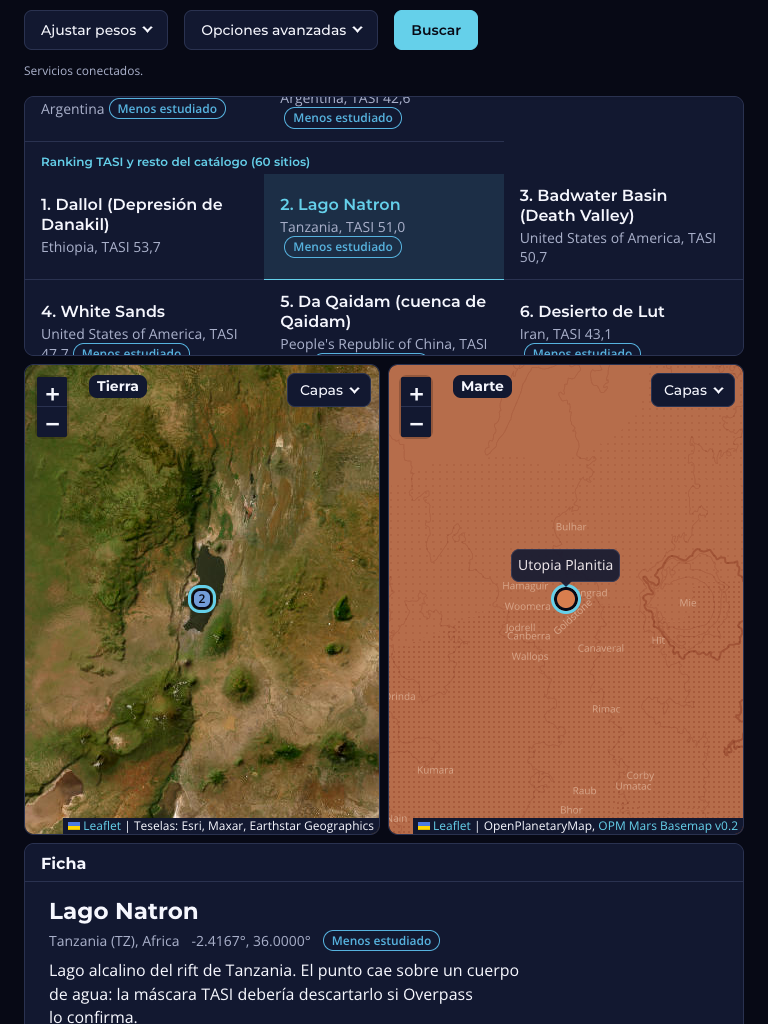 Ajustar pesos
Opciones avanzadas
Buscar
Servicios conectados.
Argentina Menos estudiado
Argentina, TASI 42,6
Menos estudiado
Ranking TASI y resto del catálogo (60 sitios)
1. Dallol (Depresión de
Danakil)
Ethiopia, TASI 53,7
2. Lago Natron
Tanzania, TASI 51,0
Menos estudiado
3. Badwater Basin
(Death Valley)
United States of America, TASI
50,7
4. White Sands
United States of America, TASI
47,7 Menos estudiado
5. Da Qaidam (cuenca de
Qaidam)
People's Republic of China, TASI
6. Desierto de Lut
Iran, TASI 43,1
Menos estudiado
+
−
Tierra
Capas
2
Leaflet | Teselas: Esri, Maxar, Earthstar Geographics
+
−
Marte
Capas
Bulhar
Utopia Planitia
Hamaguir
Woomera
Goldstone
Mie
Jodrell
Canberra
Hit
Canaveral
Wallops
Rimac
Kumara
Corby
Umatac
Raub
Bhor
Leaflet | OpenPlanetaryMap, OPM Mars Basemap v0.2
Ficha
Lago Natron
Tanzania (TZ), Africa -2.4167°, 36.0000° Menos estudiado
Lago alcalino del rift de Tanzania. El punto cae sobre un cuerpo
de agua: la máscara TASI debería descartarlo si Overpass
lo confirma.